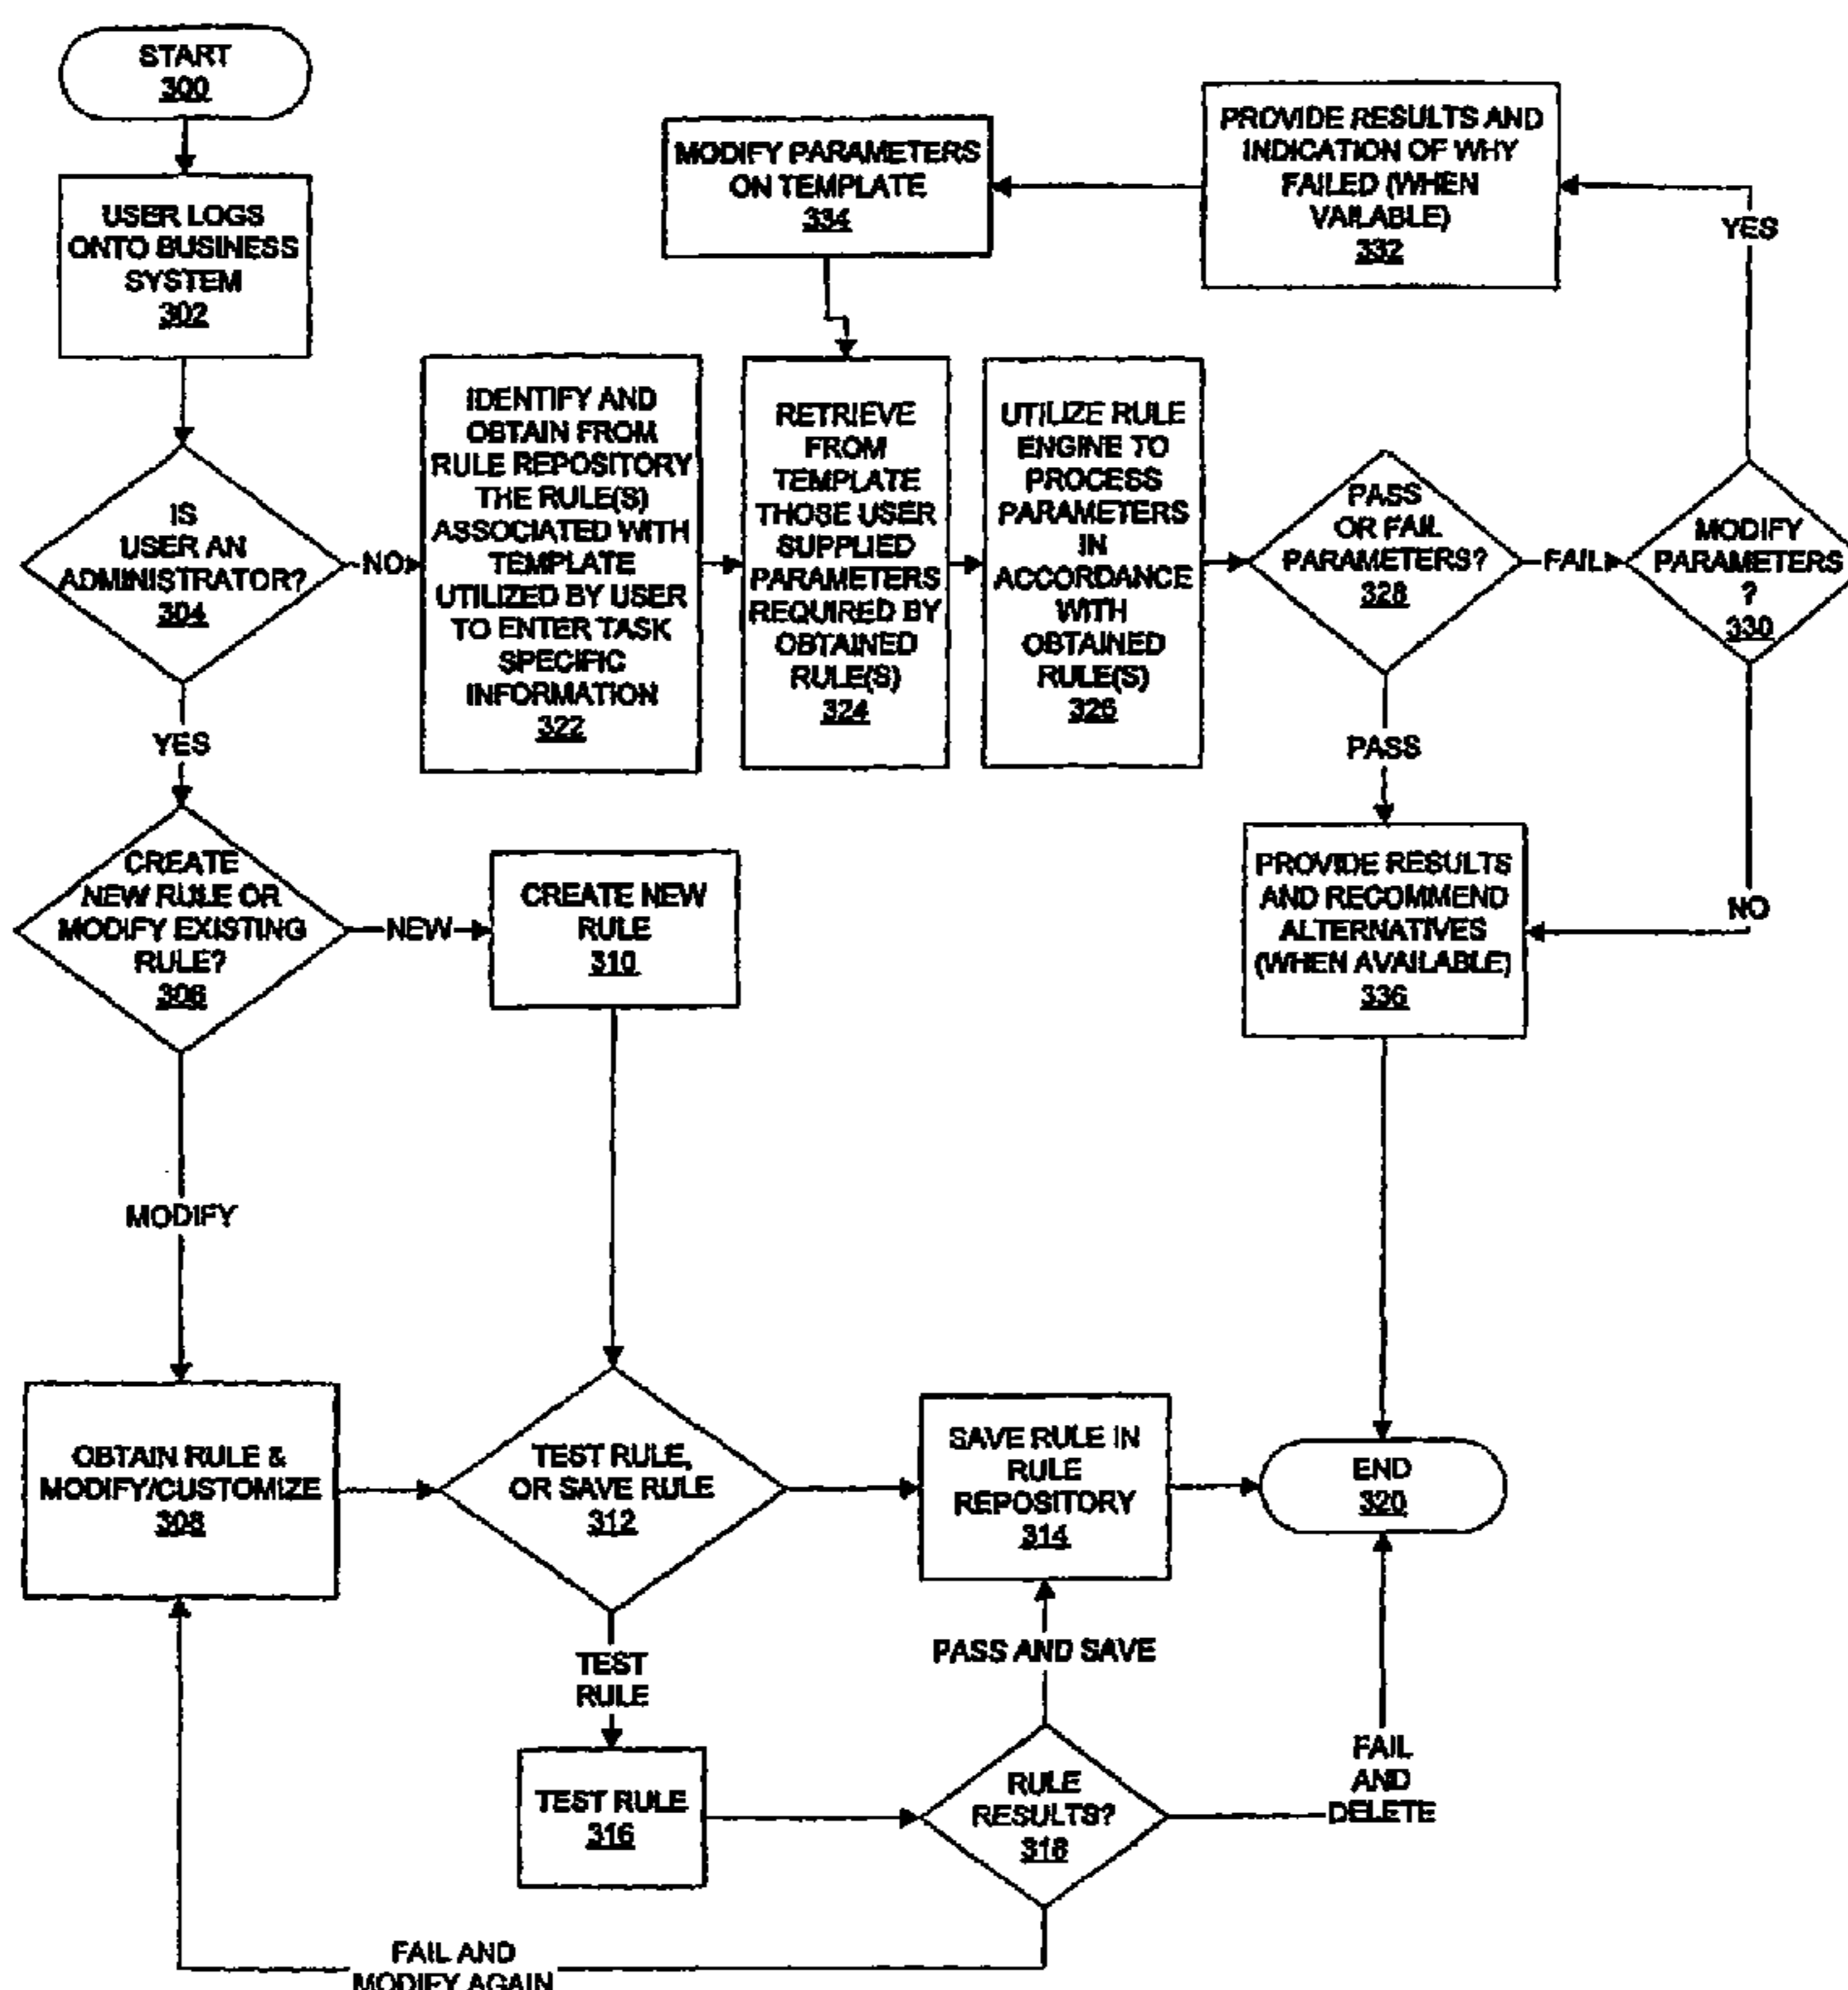 START
300
USER LOGS
ONTO BUSINESS
SYSTEM
302
IS
USER AN
ADMINISTRATOR?
304
NO
YES
IDENTIFY AND
OBTAIN FROM
RULE REPOSITORY
THE RULE(S)
ASSOCIATED WITH
TEMPLATE
UTILIZED BY USER
TO ENTER TASK
SPECIFIC
INFORMATION
322
RETRIEVE
FROM
TEMPLATE
THOSE USER
SUPPLIED
PARAMETERS
REQUIRED BY
OBTAINED
RULE(S)
324
UTILIZE RULE
ENGINE TO
PROCESS
PARAMETERS
IN
ACCORDANCE
WITH
OBTAINED
RULE(S)
326
PASS
OR FAIL
PARAMETERS?
328
FAIL
PASS
MODIFY
PARAMETERS
?
330
YES
NO
PROVIDE RESULTS AND
INDICATION OF WHY
FAILED (WHEN
VAILABLE)
332
MODIFY PARAMETERS
ON TEMPLATE
334
PROVIDE RESULTS
AND RECOMMEND
ALTERNATIVES
(WHEN AVAILABLE)
336
CREATE
NEW RULE OR
MODIFY EXISTING
RULE?
306
NEW
MODIFY
CREATE NEW
RULE
310
OBTAIN RULE &
MODIFY/CUSTOMIZE
308
TEST RULE,
OR SAVE RULE
312
SAVE RULE IN
RULE
REPOSITORY
314
END
320
TEST
RULE
TEST RULE
316
PASS AND SAVE
RULE
RESULTS?
318
FAIL
AND
DELETE
FAIL AND
MODIFY AGAIN